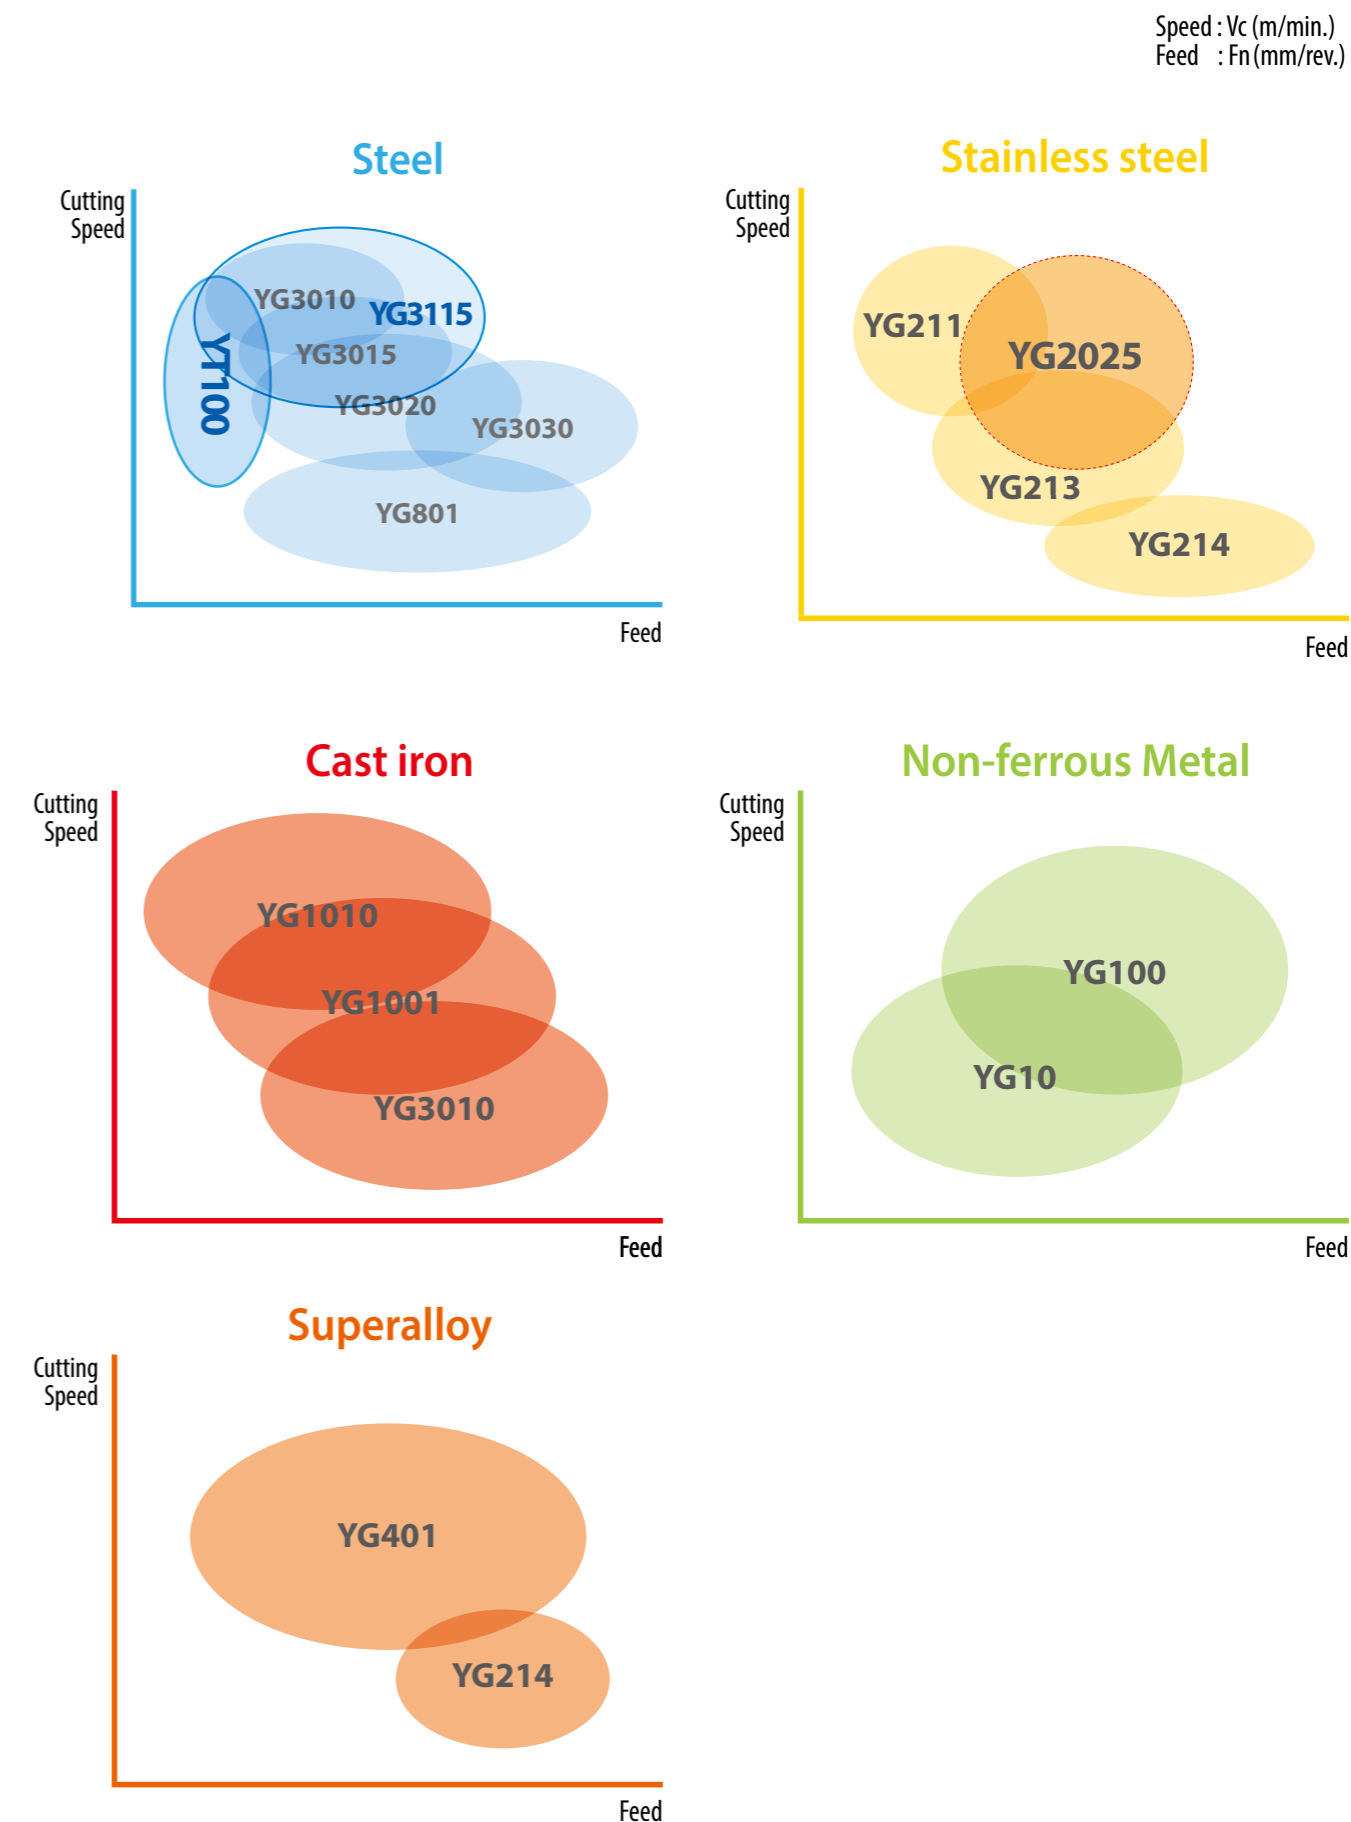 Speed : Vc (m/min.)
Feed : Fn (mm/rev.)
Steel
Cutting
Speed
YG3010
YG3115
YT100
YG3015
YG3020
YG3030
YG801
Feed
Stainless steel
Cutting
Speed
YG211
YG2025
YG213
YG214
Feed
Cast iron
Cutting
Speed
YG1010
YG1001
YG3010
Feed
Non-ferrous Metal
Cutting
Speed
YG100
YG10
Feed
Superalloy
Cutting
Speed
YG401
YG214
Feed